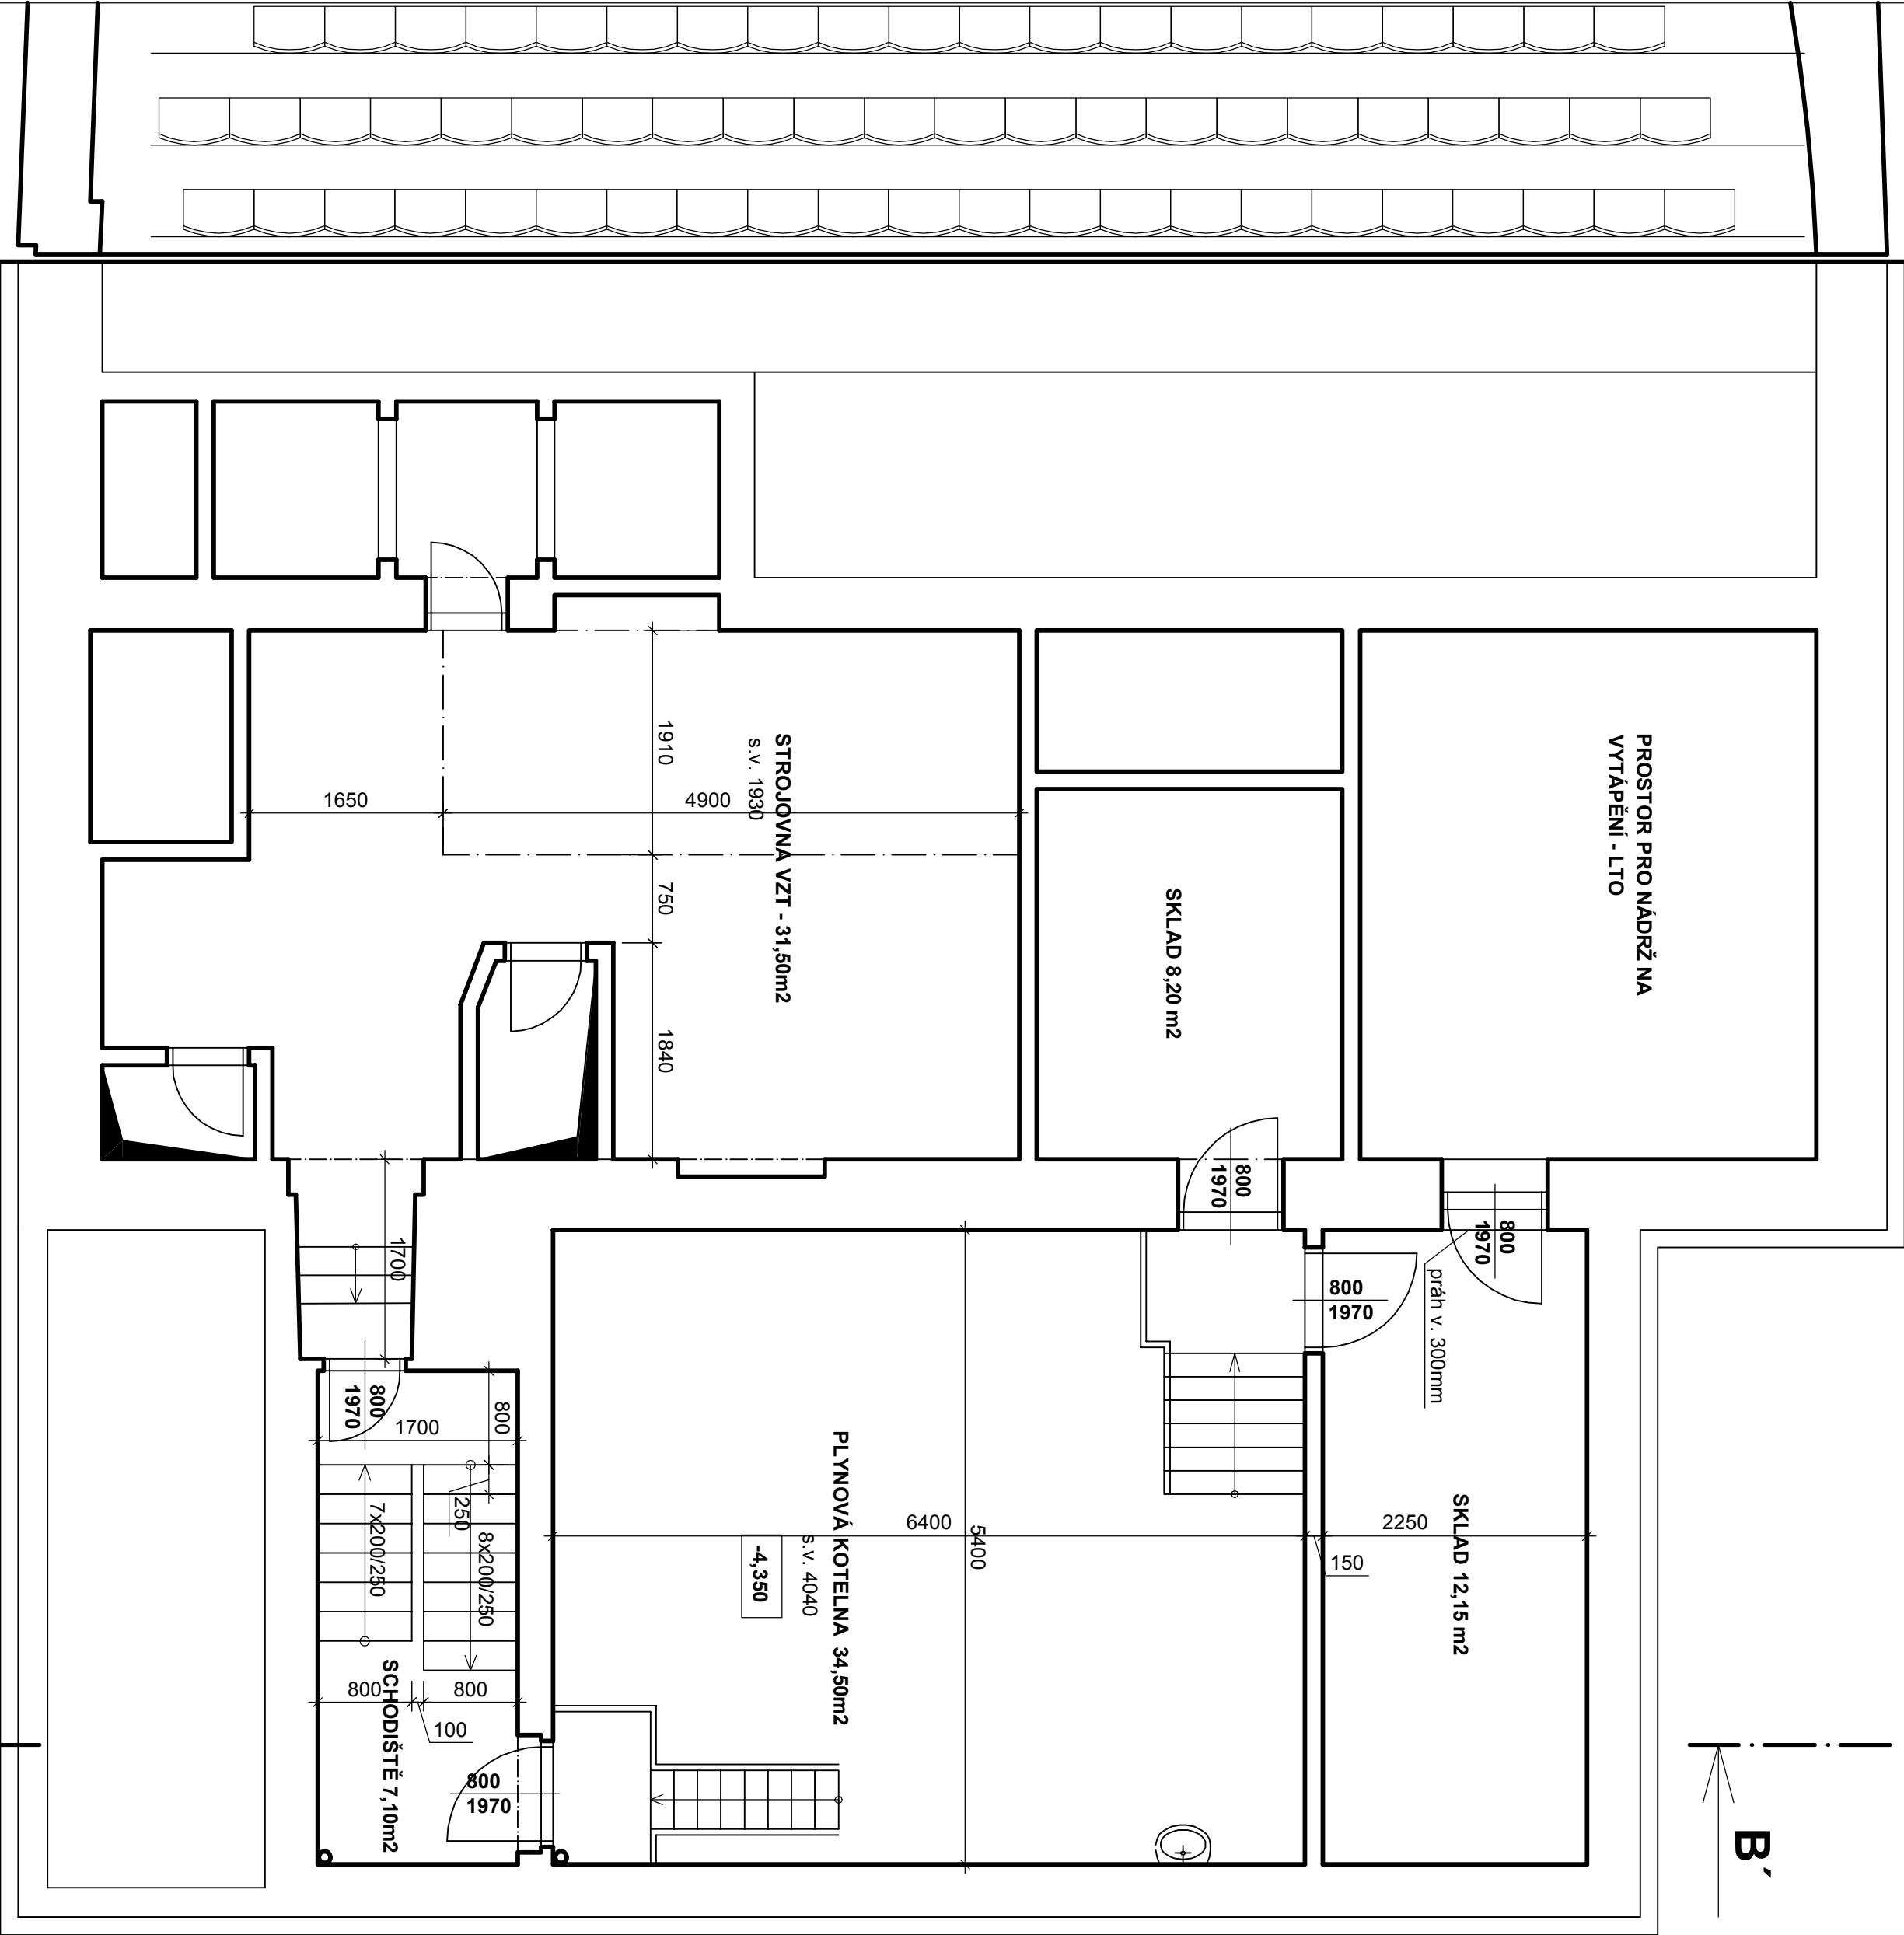 PROSTOR PRO NÁDRŽ NA
VYTÁPĚNÍ - LTO
STROJOVNA VZT - 31,50m2
s.v. 1930
1910
1650
4900
750
1840
SKLAD 8,20 m2
800
1970
800
1970
800
1970
práh v. 300mm
1700
800
1970
1700
800
250
7x200/250
8x200/250
SCHODIŠTĚ 7,10m2
800
800
100
800
1970
PLYNOVÁ KOTELNA 34,50m2
s.v. 4040
-4,350
6400
5400
150
2250
SKLAD 12,15 m2
B´